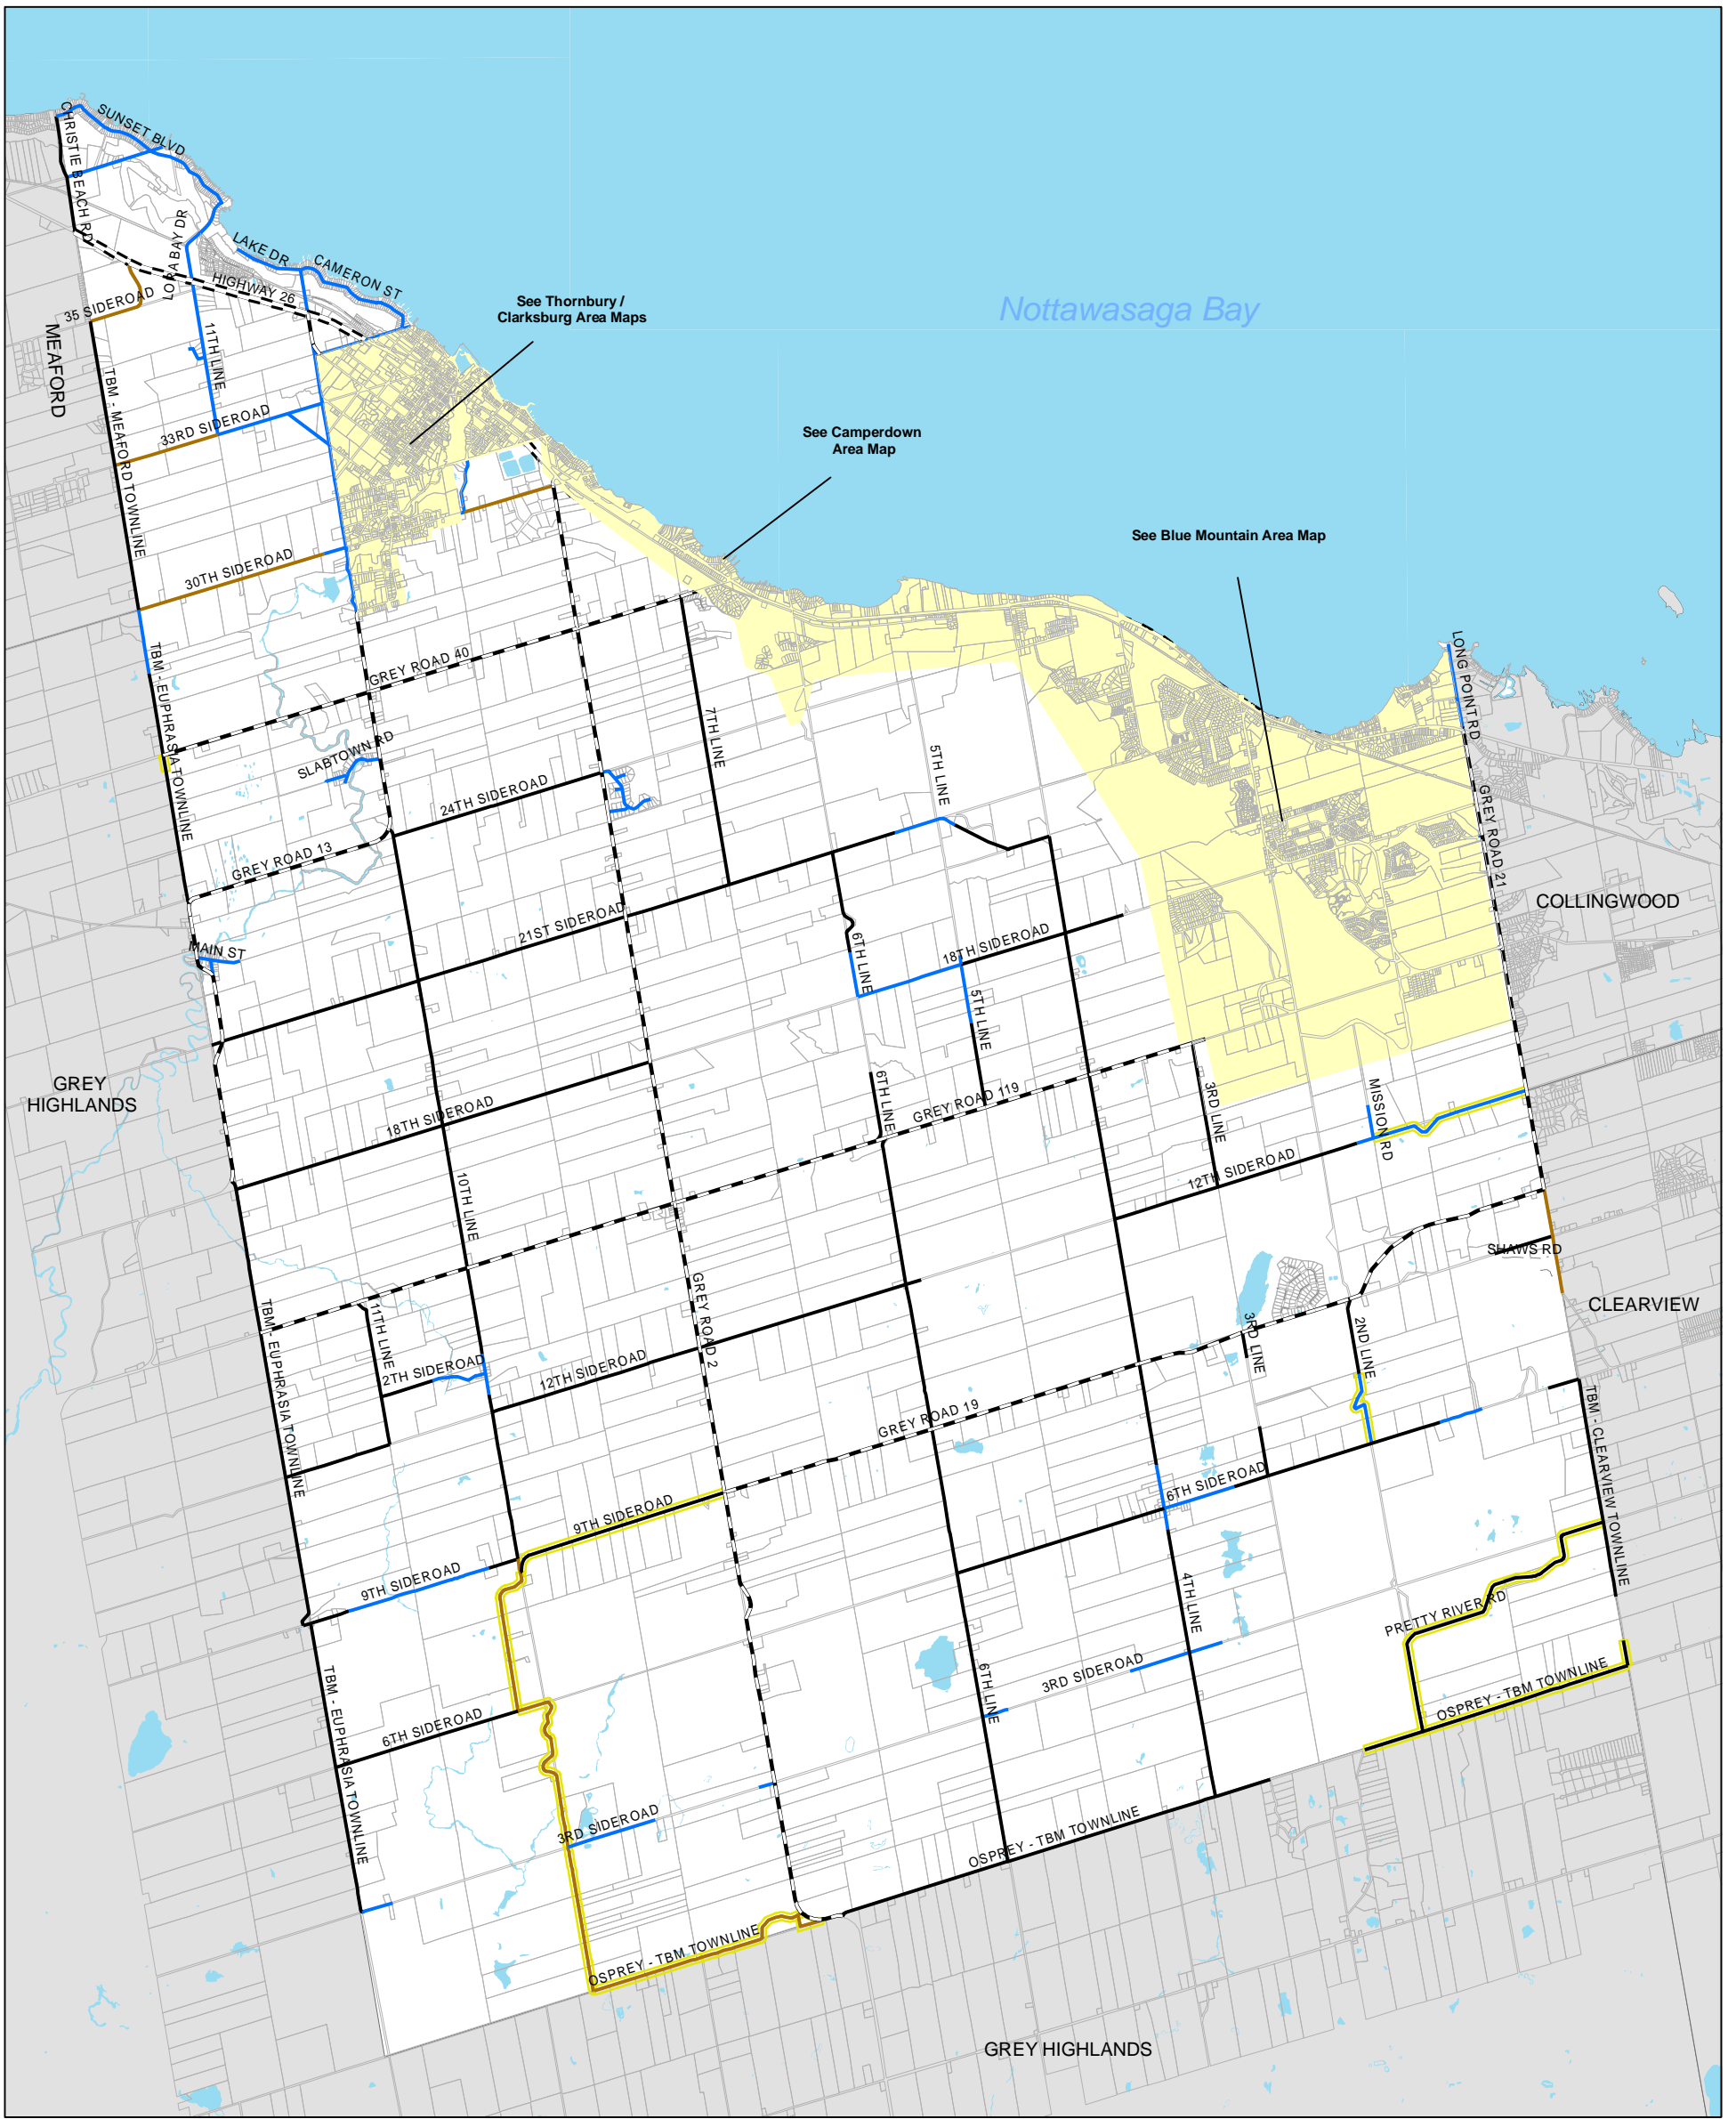 CHRISTIE BEACH RD
SUNSET BLVD
LORA BAY DR
LAKE DR
CAMERON ST
HIGHWAY 26
35 SIDEROAD
MEAFORD
11TH LINE
TBM - MEAFORD TOWNLINE
33RD SIDEROAD
30TH SIDEROAD
See Thornbury /
Clarksburg Area Maps
Nottawasaga Bay
See Camperdown
Area Map
See Blue Mountain Area Map
TBM - EUPHRASIA TOWNLINE
GREY ROAD 40
SLABTOWN RD
7TH LINE
5TH LINE
LONG POINT RD
24TH SIDEROAD
GREY ROAD 13
GREY ROAD 21
COLLINGWOOD
MAIN ST
21ST SIDEROAD
6TH LINE
18TH SIDEROAD
5TH LINE
GREY
HIGHLANDS
18TH SIDEROAD
6TH LINE
GREY ROAD 119
3RD LINE
MISSION RD
12TH SIDEROAD
10TH LINE
SHAWS RD
CLEARVIEW
TBM - EUPHRASIA TOWNLINE
11TH LINE
2TH SIDEROAD
12TH SIDEROAD
GREY ROAD 2
3RD LINE
2ND LINE
GREY ROAD 19
TBM - CLEARVIEW TOWNLINE
6TH SIDEROAD
9TH SIDEROAD
9TH SIDEROAD
4TH LINE
PRETTY RIVER RD
TBM - EUPHRASIA TOWNLINE
6TH SIDEROAD
6TH LINE
3RD SIDEROAD
OSPREY - TBM TOWNLINE
3RD SIDEROAD
OSPREY - TBM TOWNLINE
OSPREY - TBM TOWNLINE
GREY HIGHLANDS